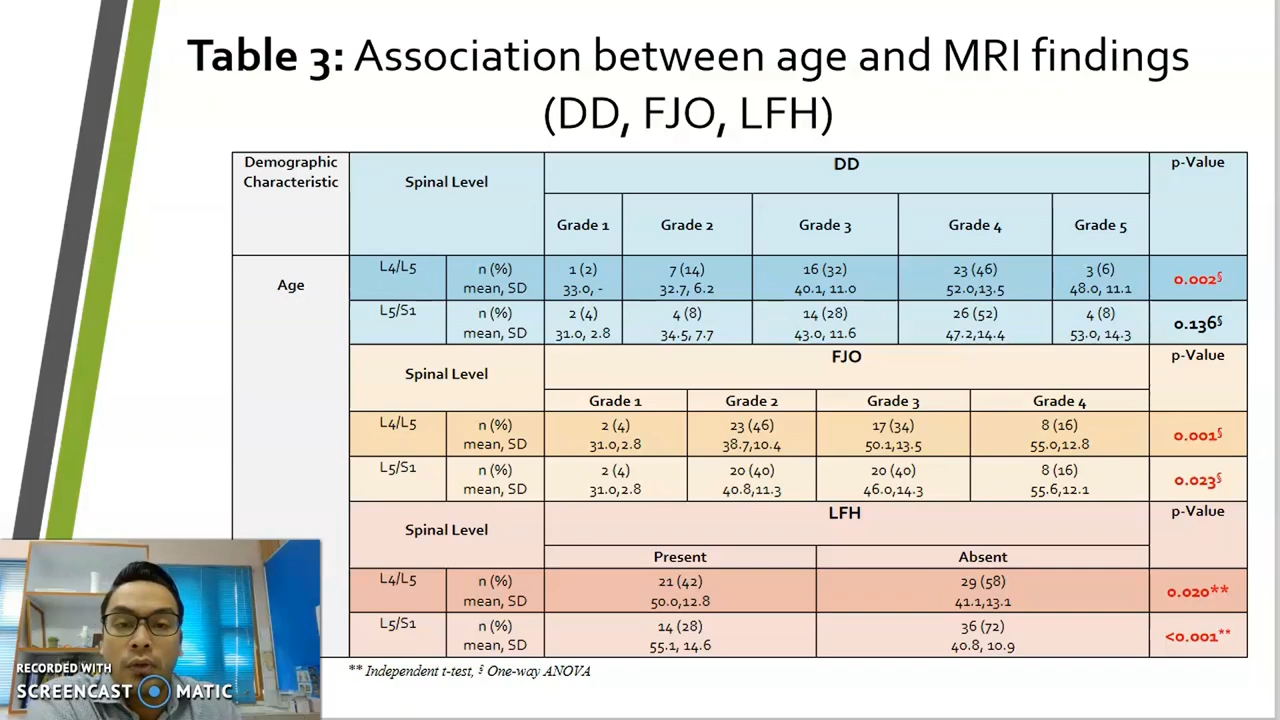 Table 3: Association between age and MRI findings
(DD, FJO, LFH)
Demographic
Characteristic
Spinal Level
DD
p-Value
Grade 1
Grade 2
Grade 3
Grade 4
Grade 5
Age
L4/L5
n (%)
mean, SD
1 (2)
33.0, -
7 (14)
32.7, 6.2
16 (32)
40.1, 11.0
23 (46)
52.0,13.5
3 (6)
48.0, 11.1
0.002§
L5/S1
n (%)
mean, SD
2 (4)
31.0, 2.8
4 (8)
34.5, 7.7
14 (28)
43.0, 11.6
26 (52)
47.2,14.4
4 (8)
53.0, 14.3
0.136§
Spinal Level
FJO
p-Value
Grade 1
Grade 2
Grade 3
Grade 4
L4/L5
n (%)
mean, SD
2 (4)
31.0,2.8
23 (46)
38.7,10.4
17 (34)
50.1,13.5
8 (16)
55.0,12.8
0.001§
L5/S1
n (%)
mean, SD
2 (4)
31.0,2.8
20 (40)
40.8,11.3
20 (40)
46.0,14.3
8 (16)
55.6,12.1
0.023§
Spinal Level
LFH
p-Value
Present
Absent
L4/L5
n (%)
mean, SD
21 (42)
50.0,12.8
29 (58)
41.1,13.1
0.020**
L5/S1
n (%)
mean, SD
14 (28)
55.1, 14.6
36 (72)
40.8, 10.9
<0.001**
** Independent t-test, § One-way ANOVA
RECORDED WITH
SCREENCAST MATIC